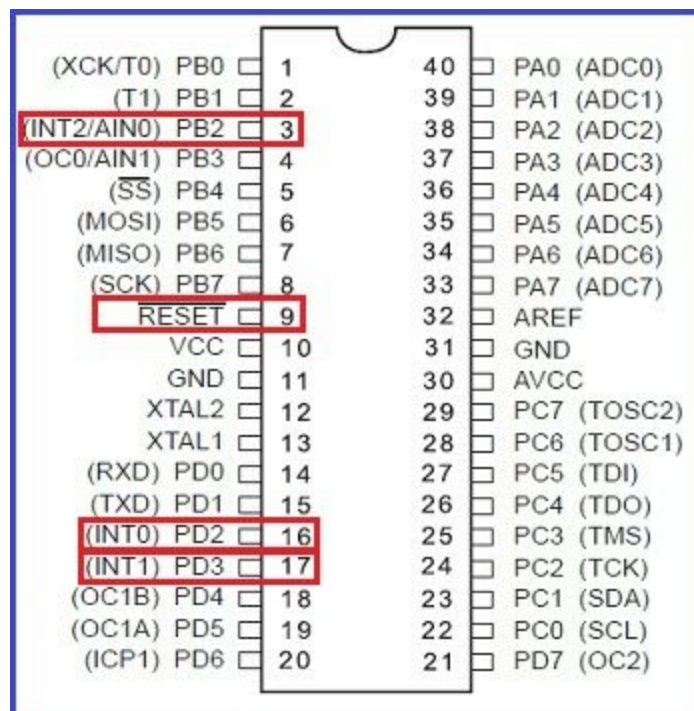 (XCK/T0) PB0 1 40 PA0 (ADC0)
(T1) PB1 2 39 PA1 (ADC1)
(INT2/AIN0) PB2 3 38 PA2 (ADC2)
(OC0/AIN1) PB3 4 37 PA3 (ADC3)
(SS) PB4 5 36 PA4 (ADC4)
(MOSI) PB5 6 35 PA5 (ADC5)
(MISO) PB6 7 34 PA6 (ADC6)
(SCK) PB7 8 33 PA7 (ADC7)
RESET 9 32 AREF
VCC 10 31 GND
GND 11 30 AVCC
XTAL2 12 29 PC7 (TOSC2)
XTAL1 13 28 PC6 (TOSC1)
(RXD) PD0 14 27 PC5 (TDI)
(TXD) PD1 15 26 PC4 (TDO)
(INT0) PD2 16 25 PC3 (TMS)
(INT1) PD3 17 24 PC2 (TCK)
(OC1B) PD4 18 23 PC1 (SDA)
(OC1A) PD5 19 22 PC0 (SCL)
(ICP1) PD6 20 21 PD7 (OC2)